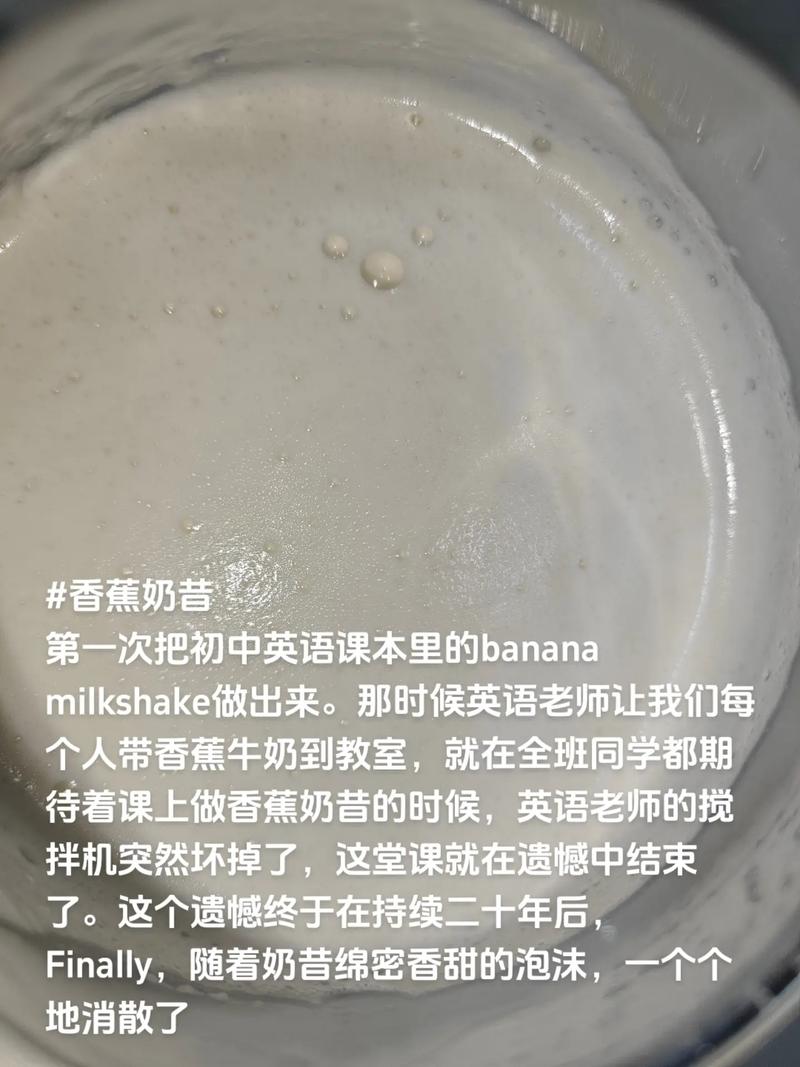 #香蕉奶昔
第一次把初中英语课本里的banana
milkshake做出来。那时候英语老师让我们每
个人带香蕉牛奶到教室，就在全班同学都期
待着课上做香蕉奶昔的时候，英语老师的搅
拌机突然坏掉了，这堂课就在遗憾中结束
了。这个遗憾终于在持续二十年后，
Finally，随着奶昔绵密香甜的泡沫，一个个
地消散了